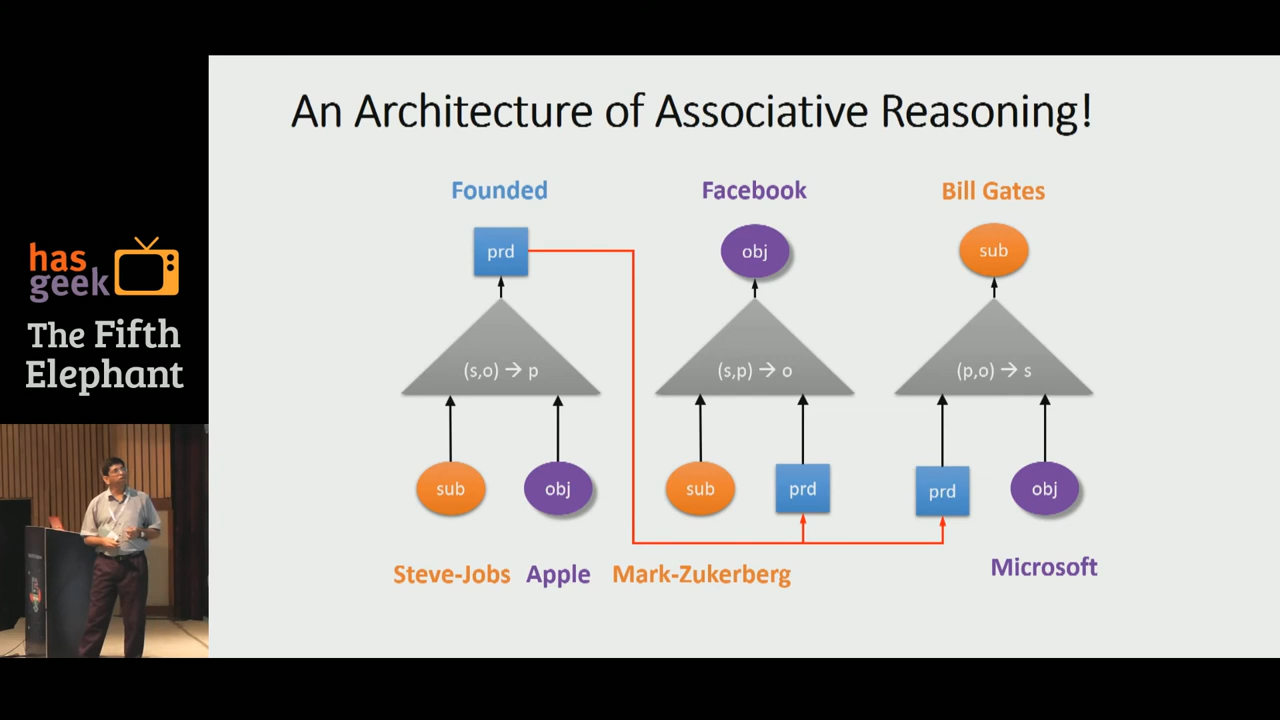 An Architecture of Associative Reasoning!
has
geek
The Fifth
Elephant
Founded
Facebook
Bill Gates
prd
obj
sub
(s,o) → p
(s,p) → o
(p,o) → s
sub
obj
sub
prd
prd
obj
Steve-Jobs
Apple
Mark-Zukerberg
Microsoft